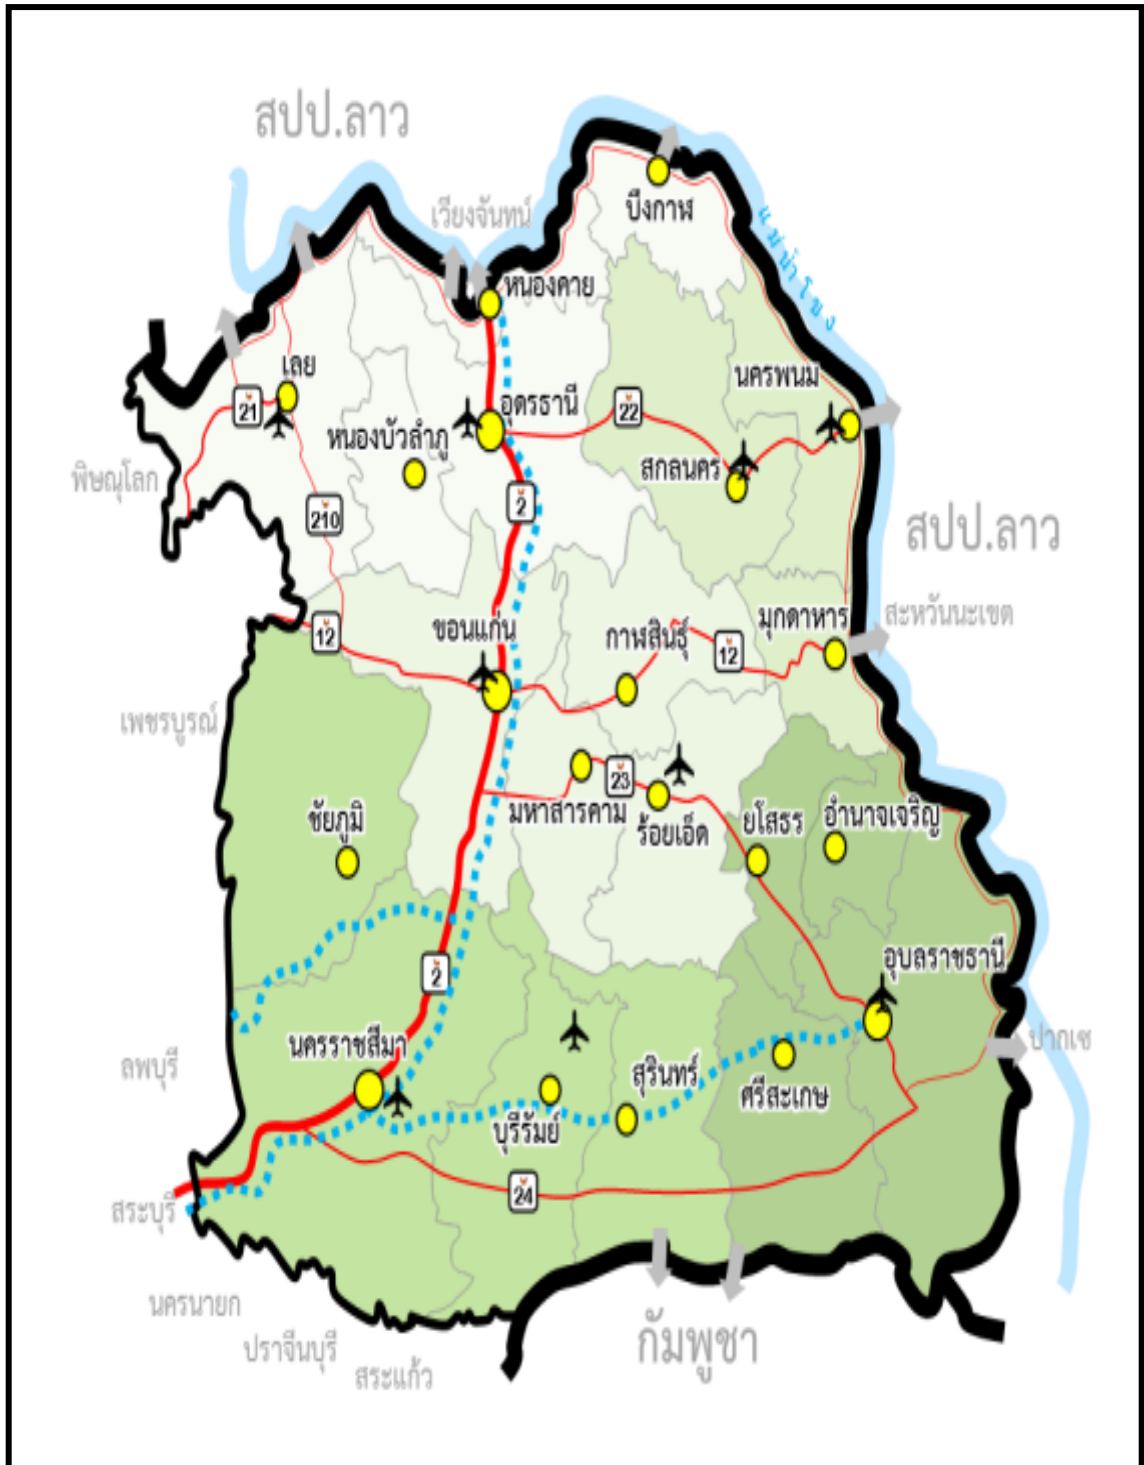 สปป.ลาว
เวียงจันทน์
บึงกาฬ
แม่น้ำโขง
หนองคาย
เลย
21
หนองบัวลำภู
อุดรธานี
22
นครพนม
สกลนคร
พิษณุโลก
210
2
สปป.ลาว
สะหวันนะเขต
12
ขอนแก่น
กาฬสินธุ์
มุกดาหาร
12
เพชรบูรณ์
มหาสารคาม
23
ร้อยเอ็ด
ยโสธร
อำนาจเจริญ
ชัยภูมิ
2
อุบลราชธานี
นครราชสีมา
ลพบุรี
สุรินทร์
ศรีสะเกษ
ปากเซ
บุรีรัมย์
24
สระบุรี
นครนายก
ปราจีนบุรี
สระแก้ว
กัมพูชา